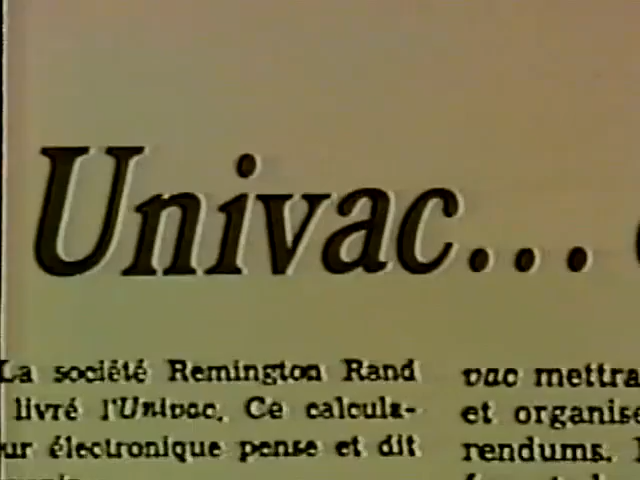 Univac...
La société Remington Rand
livré l'Univac. Ce calcula-
ur électronique pense et dit
vac mettra
et organise
rendums.